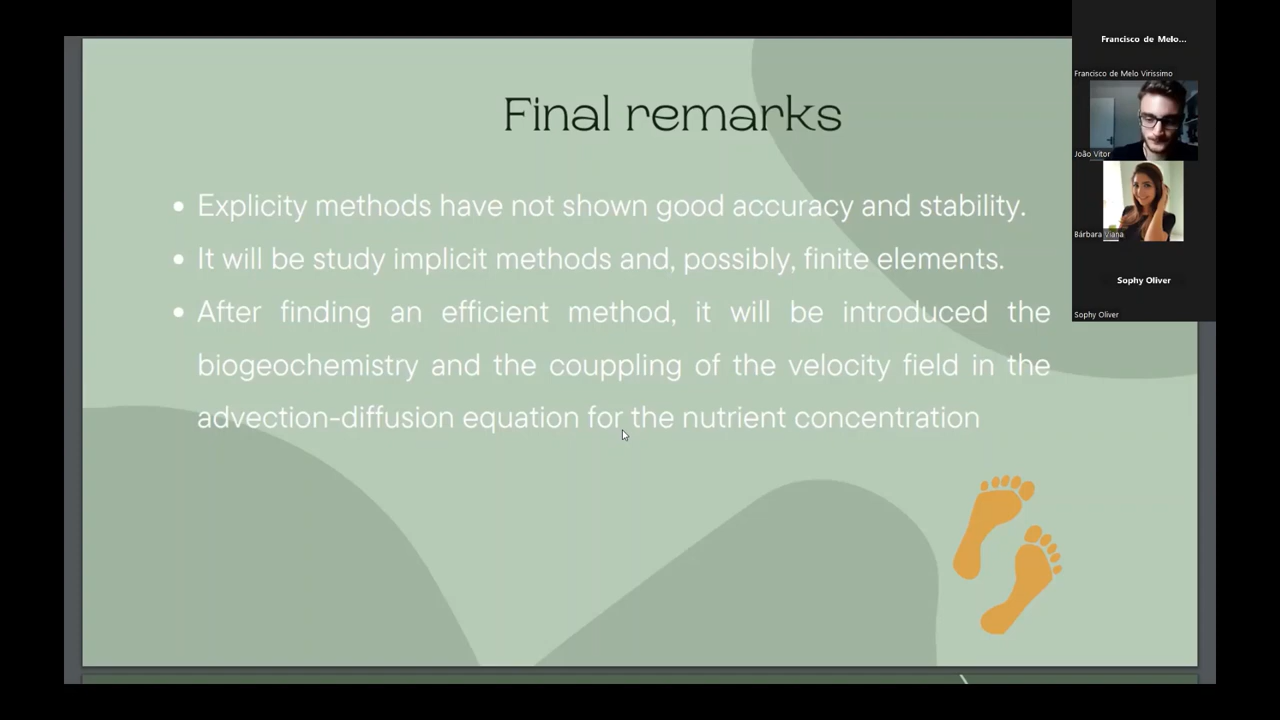 Final remarks
• Explicity methods have not shown good accuracy and stability.
• It will be study implicit methods and, possibly, finite elements.
• After finding an efficient method, it will be introduced the
biogeochemistry and the couppling of the velocity field in the
advection-diffusion equation for the nutrient concentration
Francisco de Melo...
Francisco de Melo Virissimo
João Vitor
Bárbara Viana
Sophy Oliver
Sophy Oliver